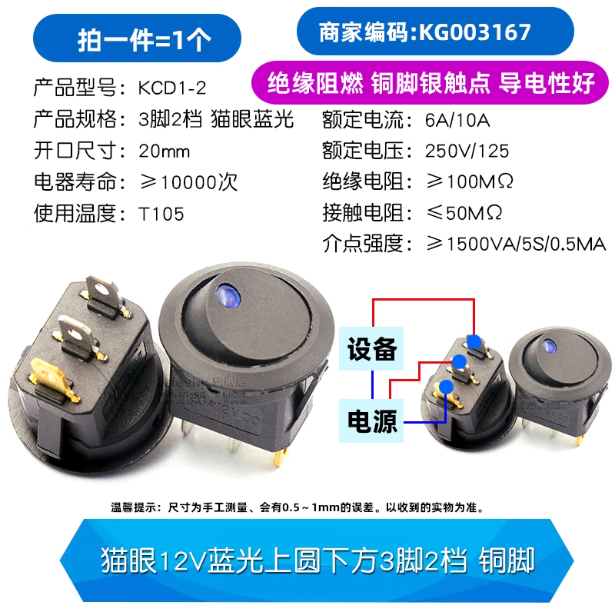 拍一件=1个
商家编码:KG003167
绝缘阻燃 铜脚银触点 导电性好
产品型号: KCD1-2
产品规格: 3脚2档 猫眼蓝光
开口尺寸: 20mm
电器寿命: ≥10000次
使用温度: T105
额定电流: 6A/10A
额定电压: 250V/125
绝缘电阻: ≥100MΩ
接触电阻: ≤50MΩ
介点强度: ≥1500VA/5S/0.5MA
设备
电源
温馨提示: 尺寸为手工测量、会有0.5~1mm的误差。以收到的实物为准。
猫眼12V蓝光上圆下方3脚2档 铜脚